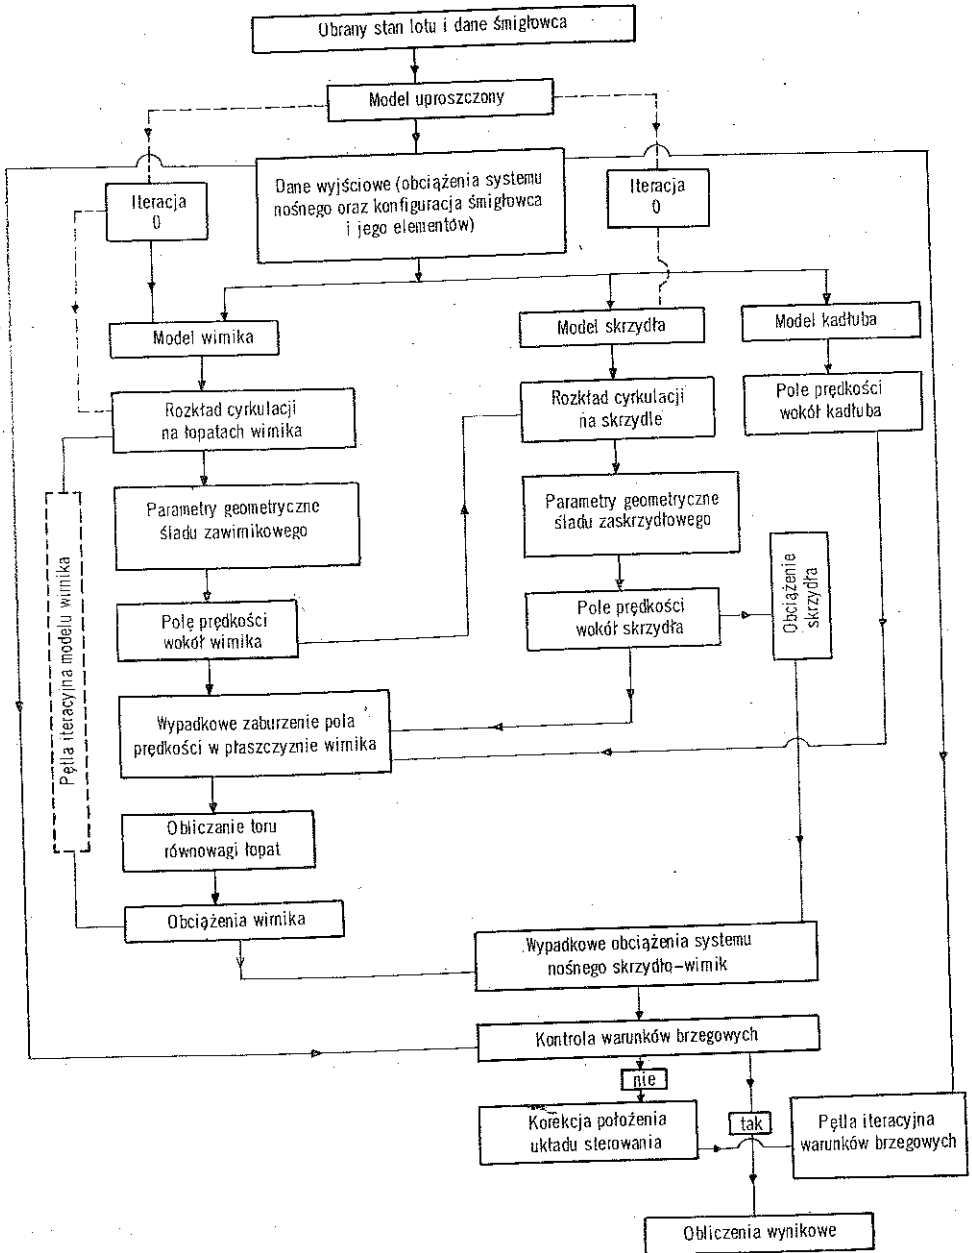 Obrany stan lotu i dane śmigłowca
Model uproszczony
Iteracja
0
Dane wyjściowe (obciążenia systemu
nośnego oraz konfiguracja śmigłowca
i jego elementów)
Iteracja
0
Model wirnika
Model skrzydła
Model kadłuba
Rozkład cyrkulacji
na łopatach wirnika
Rozkład cyrkulacji
na skrzydle
Pole prędkości
wokół kadłuba
Parametry geometryczne
śladu zawirnikowego
Parametry geometryczne
śladu zaskrzydłowego
Pętla iteracyjna modelu wirnika
Pole prędkości
wokół wirnika
Pole prędkości
wokół skrzydła
Obciążenie
skrzydła
Wypadkowe zaburzenie pola
prędkości w płaszczyznie wirnika
Obliczanie toru
równowagi łopat
Obciążenia wirnika
Wypadkowe obciążenia systemu
nośnego skrzydło–wirnik
Kontrola warunków brzegowych
nie
tak
Korekcja położenia
układu sterowania
Pętla iteracyjna
warunków brzegowych
Obliczenia wynikowe